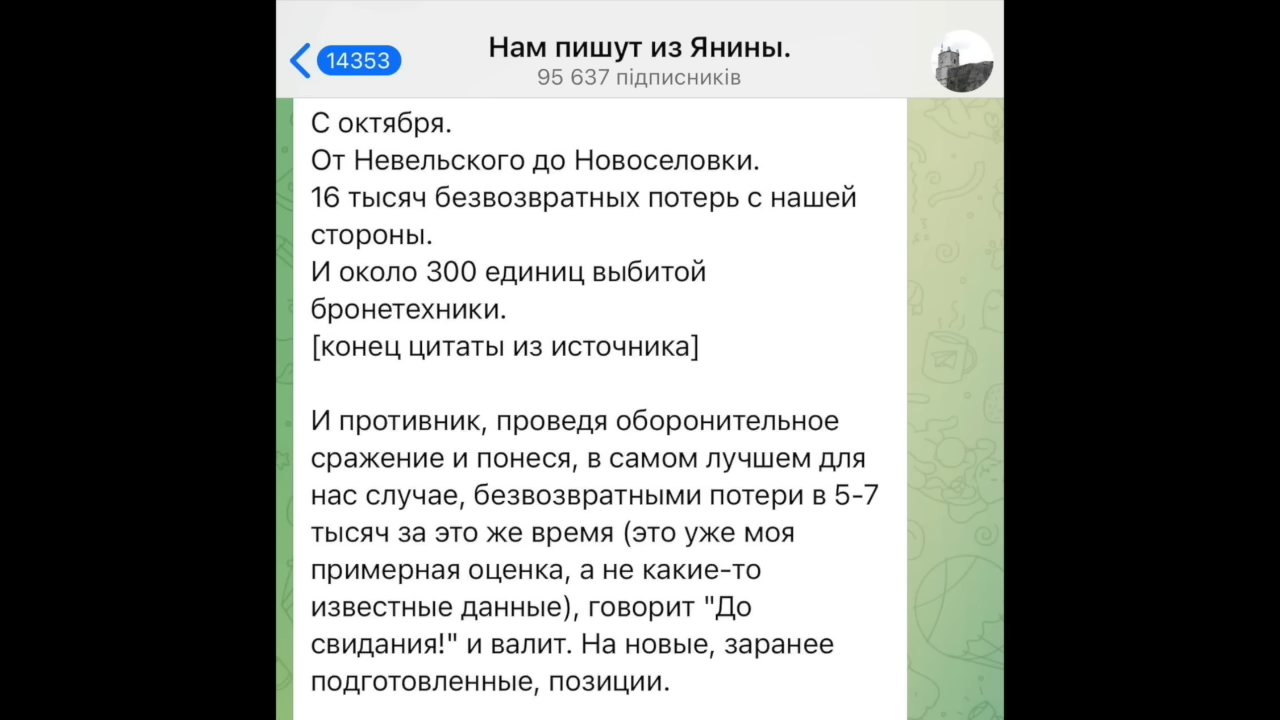 14353
Нам пишут из Янины.
95 637 підписників
С октября.
От Невельского до Новоселовки.
16 тысяч безвозвратных потерь с нашей
стороны.
И около 300 единиц выбитой
бронетехники.
[конец цитаты из источника]
И противник, проведя оборонительное
сражение и понеся, в самом лучшем для
нас случае, безвозвратными потери в 5-7
тысяч за это же время (это уже моя
примерная оценка, а не какие-то
известные данные), говорит "До
свидания!" и валит. На новые, заранее
подготовленные, позиции.